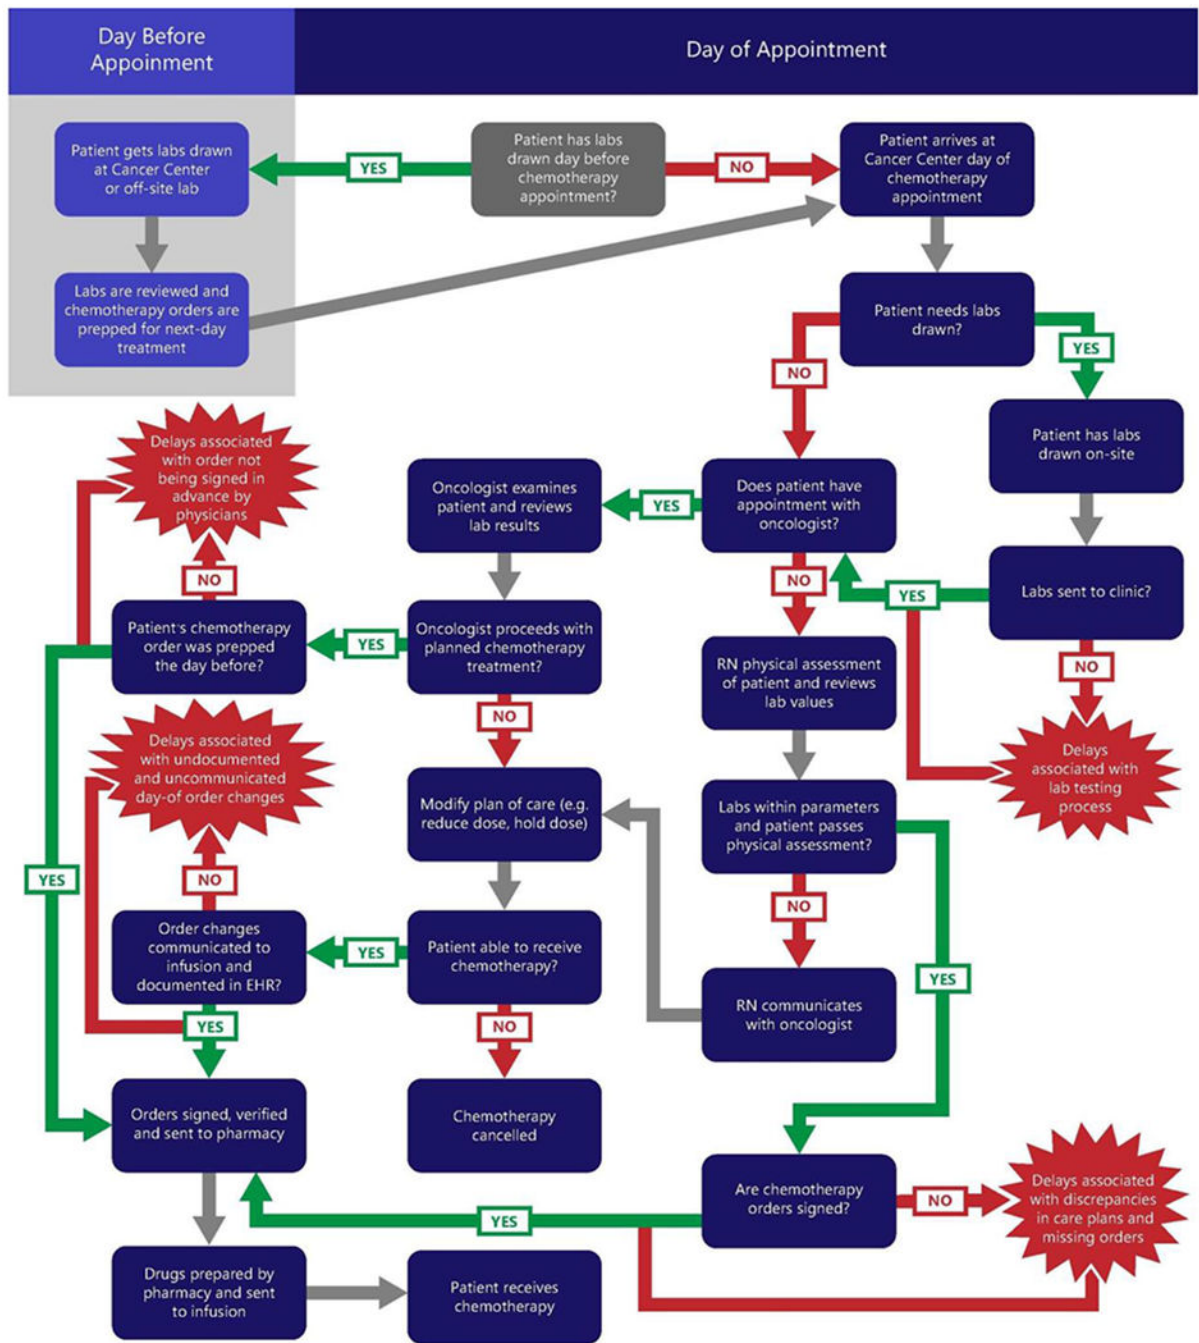 Day Before
Appoinment
Day of Appointment
Patient gets labs drawn
at Cancer Center
or off-site lab
YES
Patient has labs
drawn day before
chemotherapy
appointment?
NO
Patient arrives at
Cancer Center day of
chemotherapy
appointment
Labs are reviewed and
chemotherapy orders are
prepped for next-day
treatment
Patient needs labs
drawn?
YES
NO
Patient has labs
drawn on-site
Delays associated
with order not
being signed in
advance by
physicians
Oncologist examines
patient and reviews
lab results
YES
Does patient have
appointment with
oncologist?
NO
NO
YES
Labs sent to clinic?
Patient's chemotherapy
order was prepped
the day before?
YES
Oncologist proceeds with
planned chemotherapy
treatment?
RN physical assessment
of patient and reviews
lab values
NO
NO
Delays associated
with undocumented
and uncommunicated
day-of order changes
Delays
associated with
lab testing
process
Modify plan of care (e.g.
reduce dose, hold dose)
Labs within parameters
and patient passes
physical assessment?
YES
NO
NO
Order changes
communicated to
infusion and
documented in EHR?
YES
Patient able to receive
chemotherapy?
YES
RN communicates
with oncologist
YES
NO
Orders signed, verified
and sent to pharmacy
Chemotherapy
cancelled
Are chemotherapy
orders signed?
NO
Delays associated
with discrepancies
in care plans and
missing orders
YES
Drugs prepared by
pharmacy and sent
to infusion
Patient receives
chemotherapy